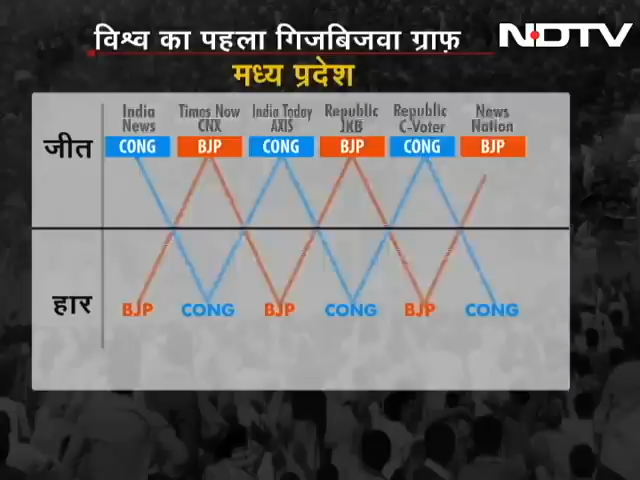 विश्व का पहला गिजबिजवा ग्राफ़
NDTV
मध्य प्रदेश
India News
Times Now CNX
India Today AXIS
Republic JKB
Republic C-Voter
News Nation
जीत
CONG BJP CONG BJP CONG BJP
हार
BJP CONG BJP CONG BJP CONG